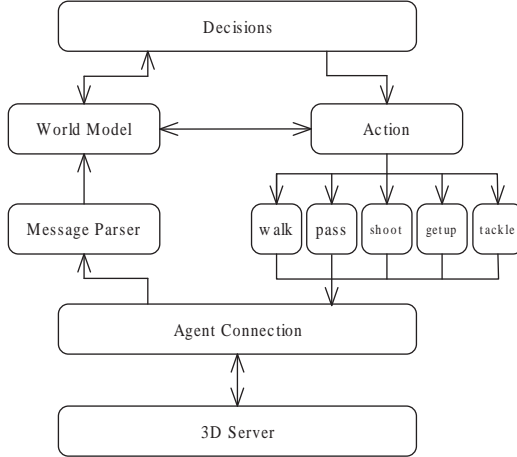 Decisions
World Model
Action
Message Parser
walk
pass
shoot
getup
tackle
Agent Connection
3D Server